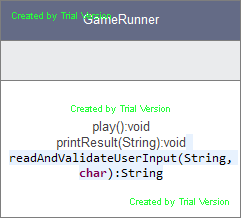 Created by Trial Version
GameRunner
Created by Trial Version
play():void
printResult(String):void
readAndValidateUserInput(String,
char):String
Created by Trial Version